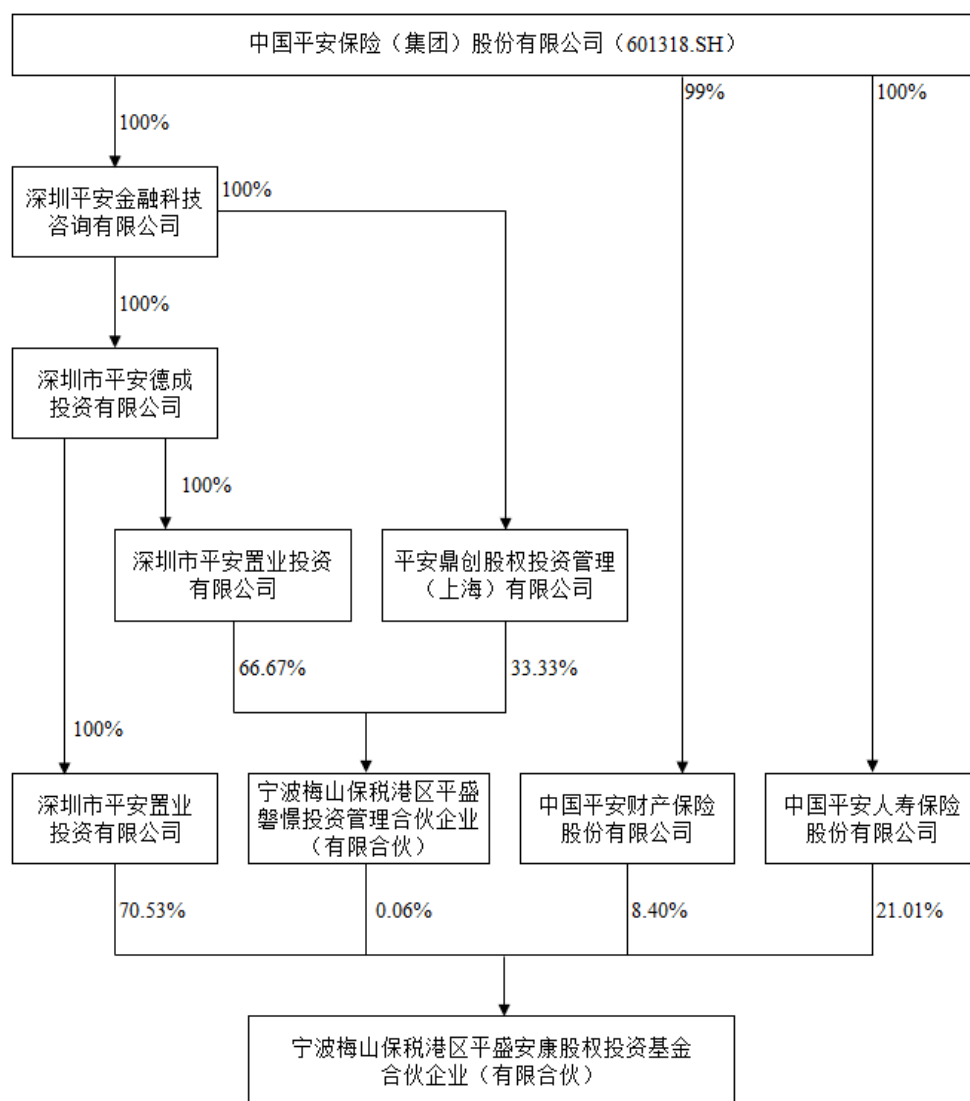 中国平安保险（集团）股份有限公司（601318.SH）
99%
100%
100%
深圳平安金融科技
咨询有限公司
100%
100%
深圳市平安德成
投资有限公司
100%
深圳市平安置业投资
有限公司
平安鼎创股权投资管理
（上海）有限公司
66.67%
33.33%
100%
深圳市平安置业
投资有限公司
宁波梅山保税港区平盛
磐憬投资管理合伙企业
（有限合伙）
中国平安财产保险
股份有限公司
中国平安人寿保险
股份有限公司
70.53%
0.06%
8.40%
21.01%
宁波梅山保税港区平盛安康股权投资基金
合伙企业（有限合伙）